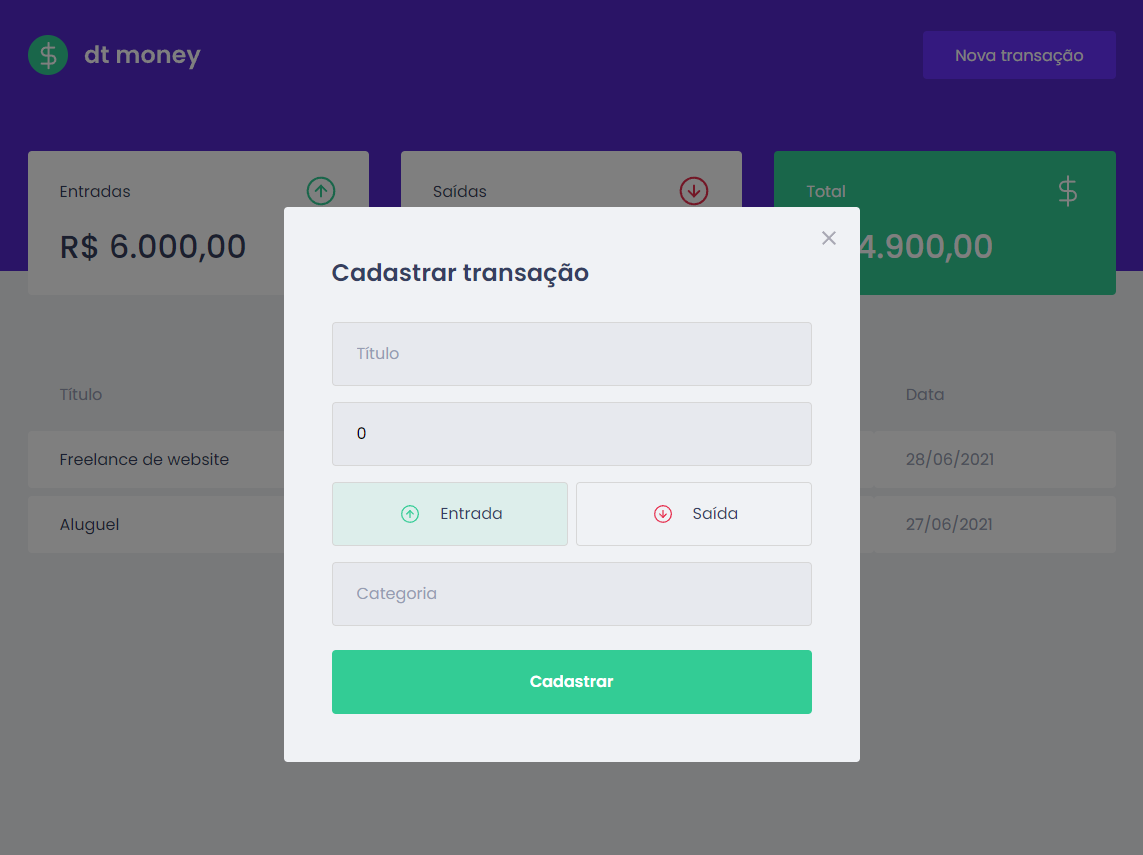 dt money
Nova transação
Entradas
Saídas
Total
R$ 6.000,00
4.900,00
Cadastrar transação
Título
0
Entrada
Saída
Categoria
Cadastrar
Título
Data
Freelance de website
28/06/2021
Aluguel
27/06/2021